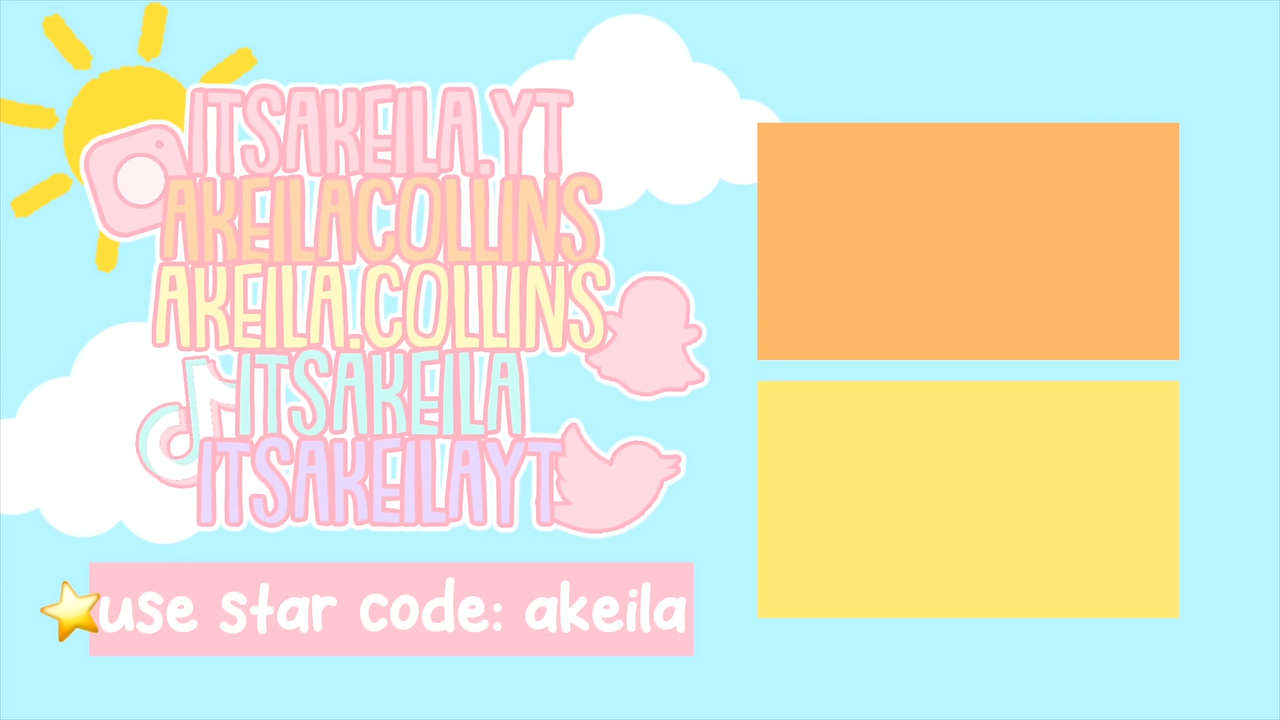 ITSAKEILA.YT
AKEILACOLLINS
AKEILA.COLLINS
ITSAKEILA
ITSAKEILAYT
use star code: akeila